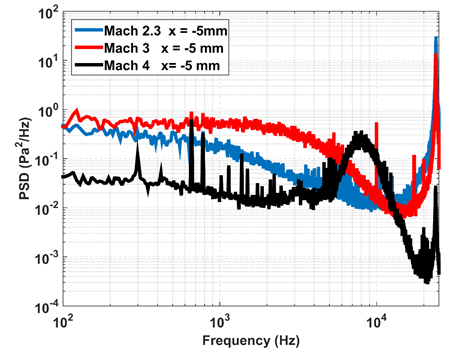 10^2
10^1
10^0
10^-1
10^-2
10^-3
10^-4
PSD (Pa^2/Hz)
Mach 2.3  x = -5mm
Mach 3   x = -5 mm
Mach 4   x= -5 mm
10^2 10^3 10^4
Frequency (Hz)